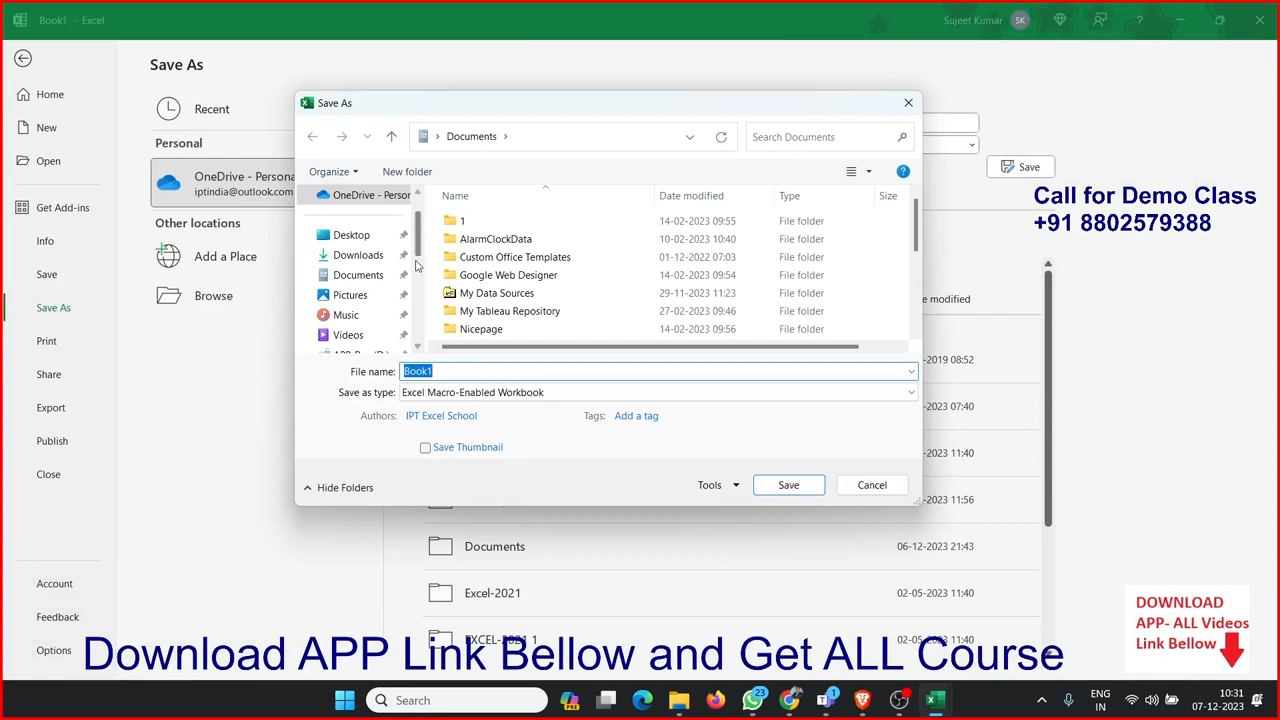 Book1 - Excel
Sujeet Kumar SK
?
Save As
Home
New
Open
Get Add-ins
Info
Save
Save As
Print
Share
Export
Publish
Close
Account
Feedback
Options
Recent
Personal
OneDrive - Persona
iptindia@outlook.com
Other locations
Add a Place
Browse
Save As
Documents
Search Documents
Organize
New folder
?
OneDrive - Person
Desktop
Downloads
Documents
Pictures
Music
Videos
Name Date modified Type Size
1 14-02-2023 09:55 File folder
AlarmClockData 10-02-2023 10:40 File folder
Custom Office Templates 01-12-2022 07:03 File folder
Google Web Designer 14-02-2023 09:54 File folder
My Data Sources 29-11-2023 11:23 File folder
My Tableau Repository 27-02-2023 09:46 File folder
Nicepage 14-02-2023 09:56 File folder
File name: Book1
Save as type: Excel Macro-Enabled Workbook
Authors: IPT Excel School Tags: Add a tag
Save Thumbnail
Hide Folders
Tools Save Cancel
Save
Call for Demo Class
+91 8802579388
e modified
2019 08:52
2023 07:40
2023 11:40
2023 11:56
Documents 06-12-2023 21:43
Excel-2021 02-05-2023 11:40
EXCEL-2021 1 02-05-2023 11:40
DOWNLOAD
APP- ALL Videos
Link Bellow
Download APP Link Bellow and Get ALL Course
Search
PRE
23
1
ENG
IN
10:31
07-12-2023